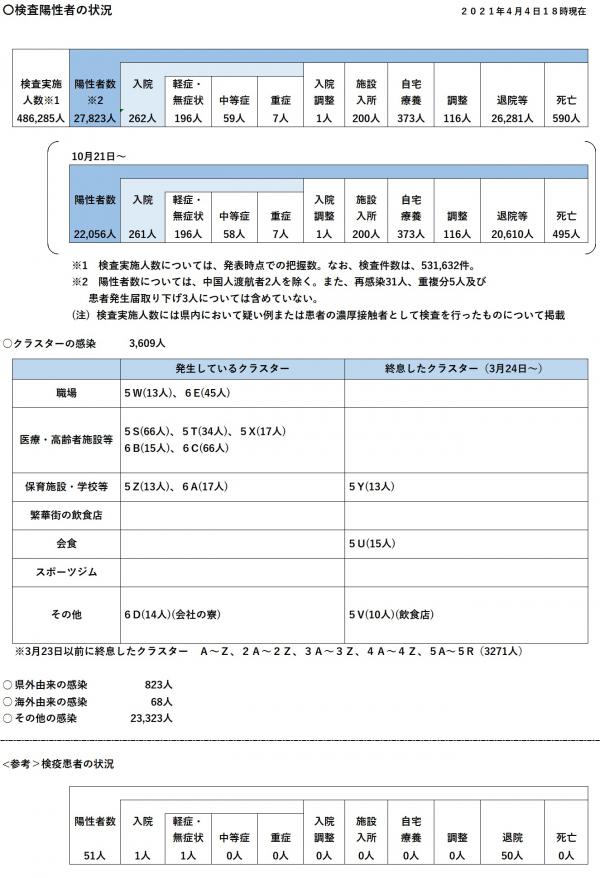 〇検査陽性者の状況
２０２１年４月４日１８時現在
検査実施人数※1 陽性者数※2 入院 軽症・無症状 中等症 重症 入院調整 施設入所 自宅療養 調整 退院等 死亡
486,285人 27,823人 262人 196人 59人 7人 1人 200人 373人 116人 26,281人 590人
10月21日～
陽性者数 入院 軽症・無症状 中等症 重症 入院調整 施設入所 自宅療養 調整 退院等 死亡
22,056人 261人 196人 58人 7人 1人 200人 373人 116人 20,610人 495人
※1 検査実施人数については、発表時点での把握数。なお、検査件数は、531,632件。
※2 陽性者数については、中国人渡航者2人を除く。また、再感染31人、重複分5人及び
患者発生届取り下げ3人については含めていない。
(注) 検査実施人数には県内において疑い例または患者の濃厚接触者として検査を行ったものについて掲載
○クラスターの感染 3,609人
発生しているクラスター 終息したクラスター（3月24日～）
職場 ５W(13人)、６E(45人)
医療・高齢者施設等 ５S(66人)、５T(34人)、５X(17人)
６B(15人)、６C(66人)
保育施設・学校等 ５Z(13人)、６A(17人) ５Y(13人)
繁華街の飲食店
会食 ５U(15人)
スポーツジム
その他 ６D(14人)(会社の寮) ５V(10人)(飲食店)
※3月23日以前に終息したクラスター A～Z、２A～２Z、３A～３Z、４A～４Z、５A～５R（3271人）
○ 県外由来の感染 823人
○ 海外由来の感染 68人
○ その他の感染 23,323人
<参考＞検疫患者の状況
陽性者数 入院 軽症・無症状 中等症 重症 入院調整 施設入所 自宅療養 調整 退院 死亡
51人 1人 1人 0人 0人 0人 0人 0人 0人 50人 0人